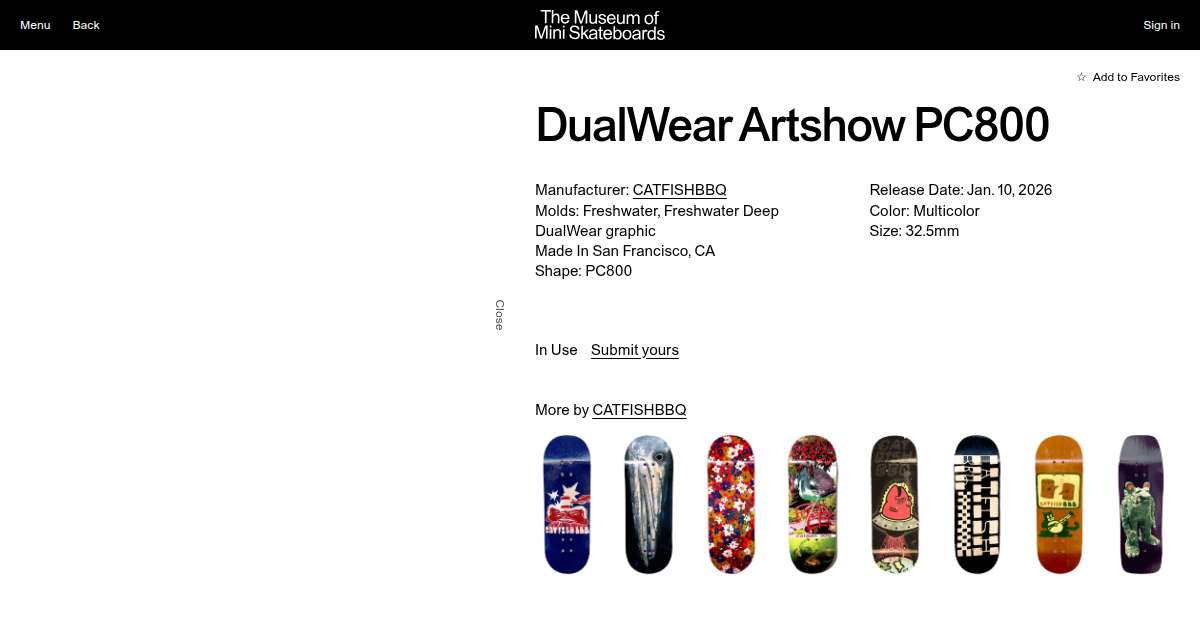 Menu
Back
The Museum of
Mini Skateboards
Sign in
☆ Add to Favorites
DualWear Artshow PC800
Manufacturer: CATFISHBBQ
Molds: Freshwater, Freshwater Deep
DualWear graphic
Made In San Francisco, CA
Shape: PC800
Release Date: Jan. 10, 2026
Color: Multicolor
Size: 32.5mm
Close
In Use
Submit yours
More by CATFISHBBQ